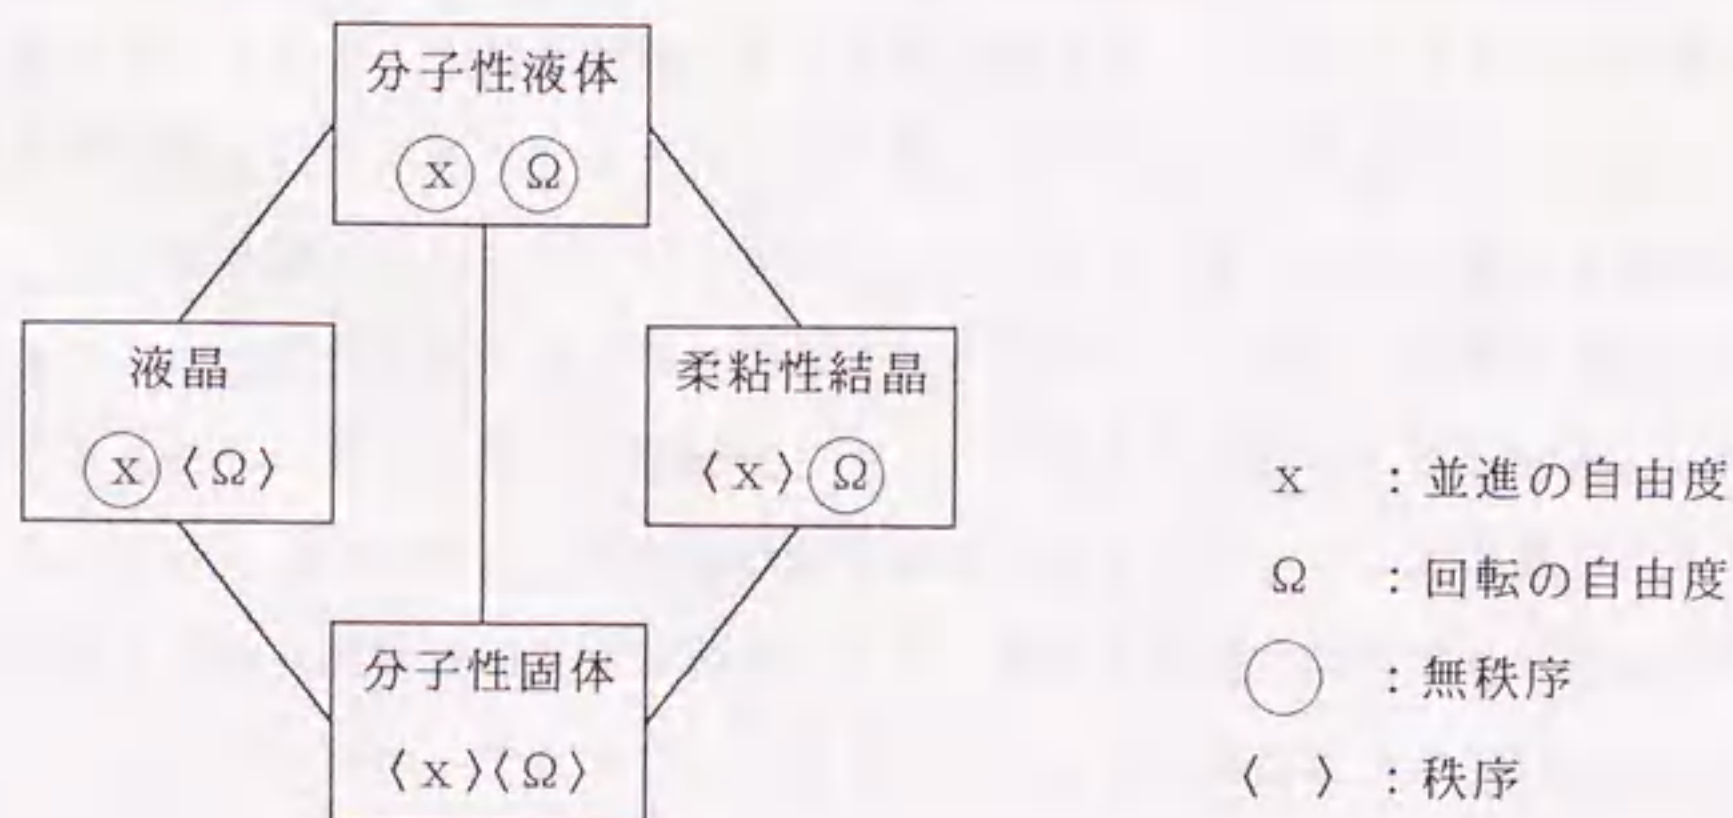 分子性液体
x Ω
液晶
x〈Ω〉
柔粘性結晶
〈x〉Ω
分子性固体
〈x〉〈Ω〉
x :並進の自由度
Ω :回転の自由度
○ :無秩序
〈 〉:秩序